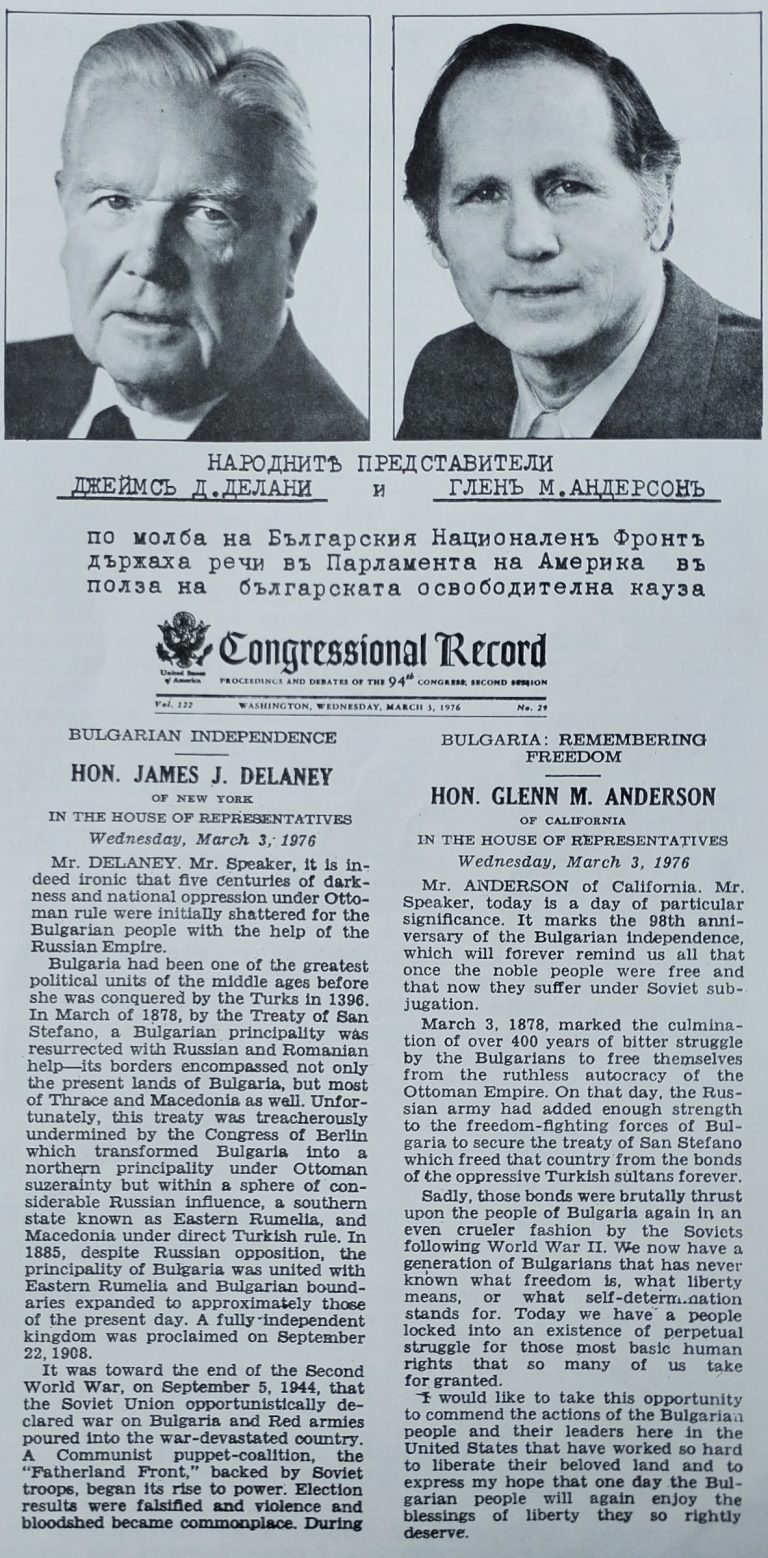 НАРОДНИТѢ ПРЕДСТАВИТЕЛИ
ДЖЕЙМСЪ Д.ДЕЛАНИ и ГЛЕНЪ М.АНДЕРСОНЪ
по молба на Българския Националенъ Фронтъ
държаха речи въ Парламента на Америка въ
полза на българската освободителна кауза
United States
of America
Congressional Record
PROCEEDINGS AND DEBATES OF THE 94th CONGRESS, SECOND SESSION
Vol. 122 WASHINGTON, WEDNESDAY, MARCH 3, 1976 No. 29
BULGARIAN INDEPENDENCE
HON. JAMES J. DELANEY
OF NEW YORK
IN THE HOUSE OF REPRESENTATIVES
Wednesday, March 3, 1976
Mr. DELANEY. Mr. Speaker, it is in-
deed ironic that five centuries of dark-
ness and national oppression under Otto-
man rule were initially shattered for the
Bulgarian people with the help of the
Russian Empire.
Bulgaria had been one of the greatest
political units of the middle ages before
she was conquered by the Turks in 1396.
In March of 1878, by the Treaty of San
Stefano, a Bulgarian principality was
resurrected with Russian and Romanian
help—its borders encompassed not only
the present lands of Bulgaria, but most
of Thrace and Macedonia as well. Unfor-
tunately, this treaty was treacherously
undermined by the Congress of Berlin
which transformed Bulgaria into a
northern principality under Ottoman
suzerainty but within a sphere of con-
siderable Russian influence, a southern
state known as Eastern Rumelia, and
Macedonia under direct Turkish rule. In
1885, despite Russian opposition, the
principality of Bulgaria was united with
Eastern Rumelia and Bulgarian bound-
aries expanded to approximately those
of the present day. A fully-independent
kingdom was proclaimed on September
22, 1908.
It was toward the end of the Second
World War, on September 5, 1944, that
the Soviet Union opportunistically de-
clared war on Bulgaria and Red armies
poured into the war-devastated country.
A Communist puppet-coalition, the
“Fatherland Front,” backed by Soviet
troops, began its rise to power. Election
results were falsified and violence and
bloodshed became commonplace. During
BULGARIA: REMEMBERING
FREEDOM
HON. GLENN M. ANDERSON
OF CALIFORNIA
IN THE HOUSE OF REPRESENTATIVES
Wednesday, March 3, 1976
Mr. ANDERSON of California. Mr.
Speaker, today is a day of particular
significance. It marks the 98th anni-
versary of the Bulgarian independence,
which will forever remind us all that
once the noble people were free and
that now they suffer under Soviet sub-
jugation.
March 3, 1878, marked the culmina-
tion of over 400 years of bitter struggle
by the Bulgarians to free themselves
from the ruthless autocracy of the
Ottoman Empire. On that day, the Rus-
sian army had added enough strength
to the freedom-fighting forces of Bul-
garia to secure the treaty of San Stefano
which freed that country from the bonds
of the oppressive Turkish sultans forever.
Sadly, those bonds were brutally thrust
upon the people of Bulgaria again in an
even crueler fashion by the Soviets
following World War II. We now have a
generation of Bulgarians that has never
known what freedom is, what liberty
means, or what self-determination
stands for. Today we have a people
locked into an existence of perpetual
struggle for those most basic human
rights that so many of us take
for granted.
I would like to take this opportunity
to commend the actions of the Bulgarian
people and their leaders here in the
United States that have worked so hard
to liberate their beloved land and to
express my hope that one day the Bul-
garian people will again enjoy the
blessings of liberty they so rightly
deserve.